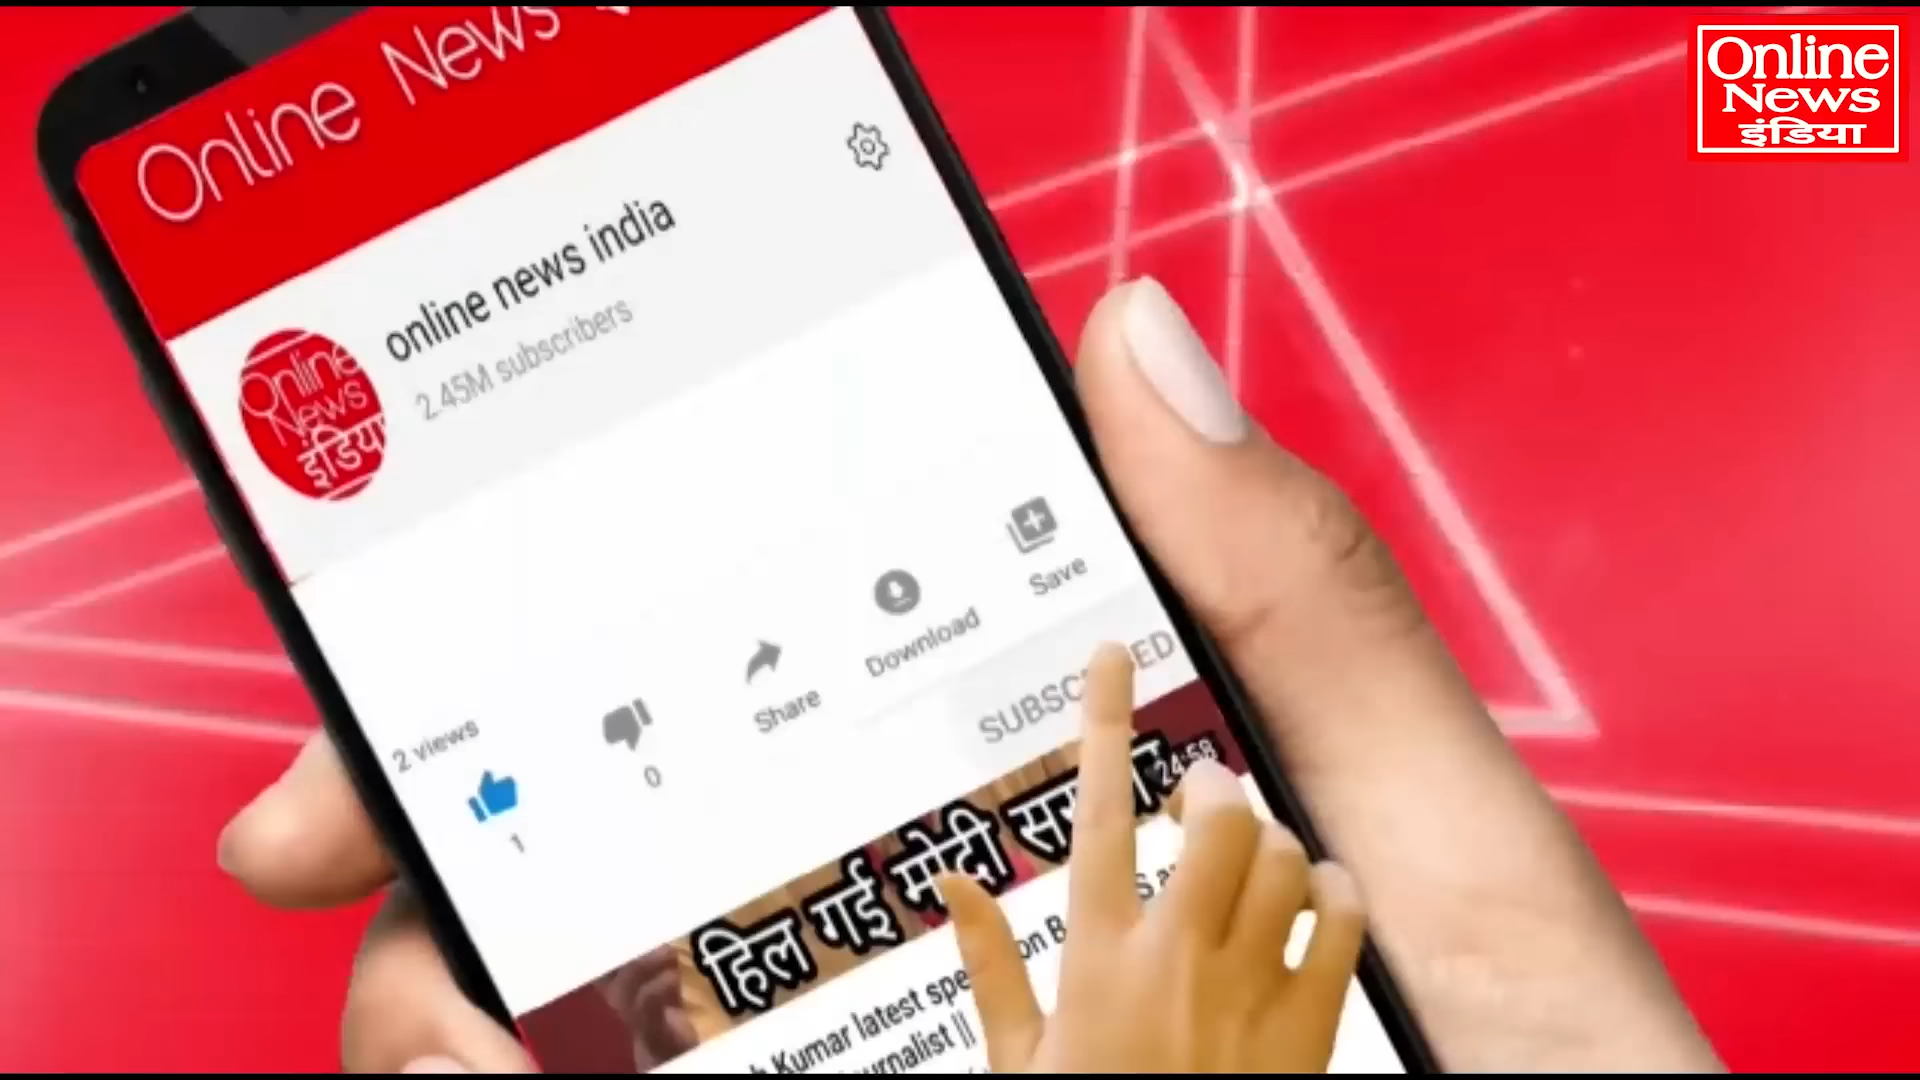 Online News
Online
News
इंडिया
online news india
2.45M subscribers
Online
News
इंडिया
Save
Download
Share
2 views
0
1
24:58
हिल गई मोदी
Kumar latest